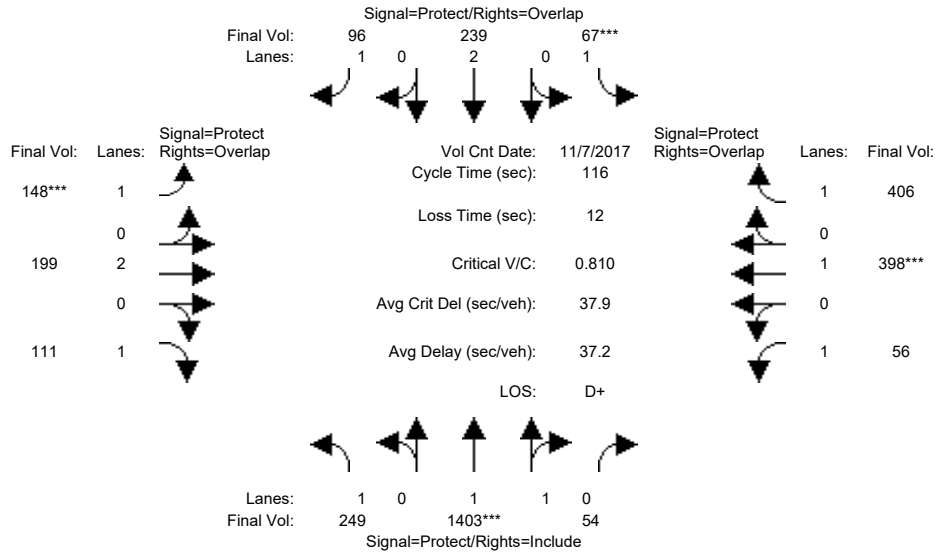 Signal=Protect/Rights=Overlap
Final Vol: 96 239 67***
Lanes: 1 0 2 0 1
Signal=Protect Signal=Protect
Final Vol: Lanes: Rights=Overlap Vol Cnt Date: 11/7/2017 Rights=Overlap Lanes: Final Vol:
Cycle Time (sec): 116
148*** 1 1 406
Loss Time (sec): 12
0 0
199 2 Critical V/C: 0.810 1 398***
0 Avg Crit Del (sec/veh): 37.9 0
111 1 Avg Delay (sec/veh): 37.2 1 56
LOS: D+
Lanes: 1 0 1 1 0
Final Vol: 249 1403*** 54
Signal=Protect/Rights=Include